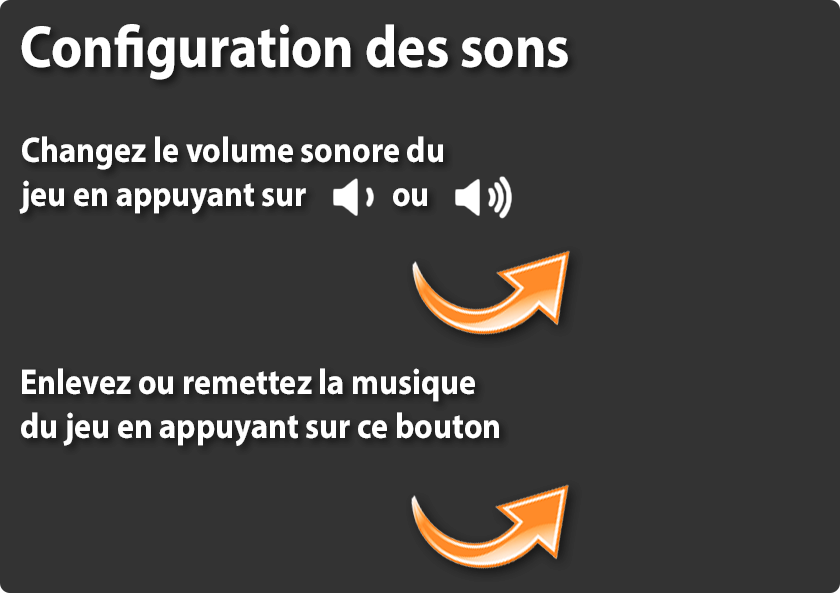 Configuration des sons
Changez le volume sonore du
jeu en appuyant sur ou
Enlevez ou remettez la musique
du jeu en appuyant sur ce bouton